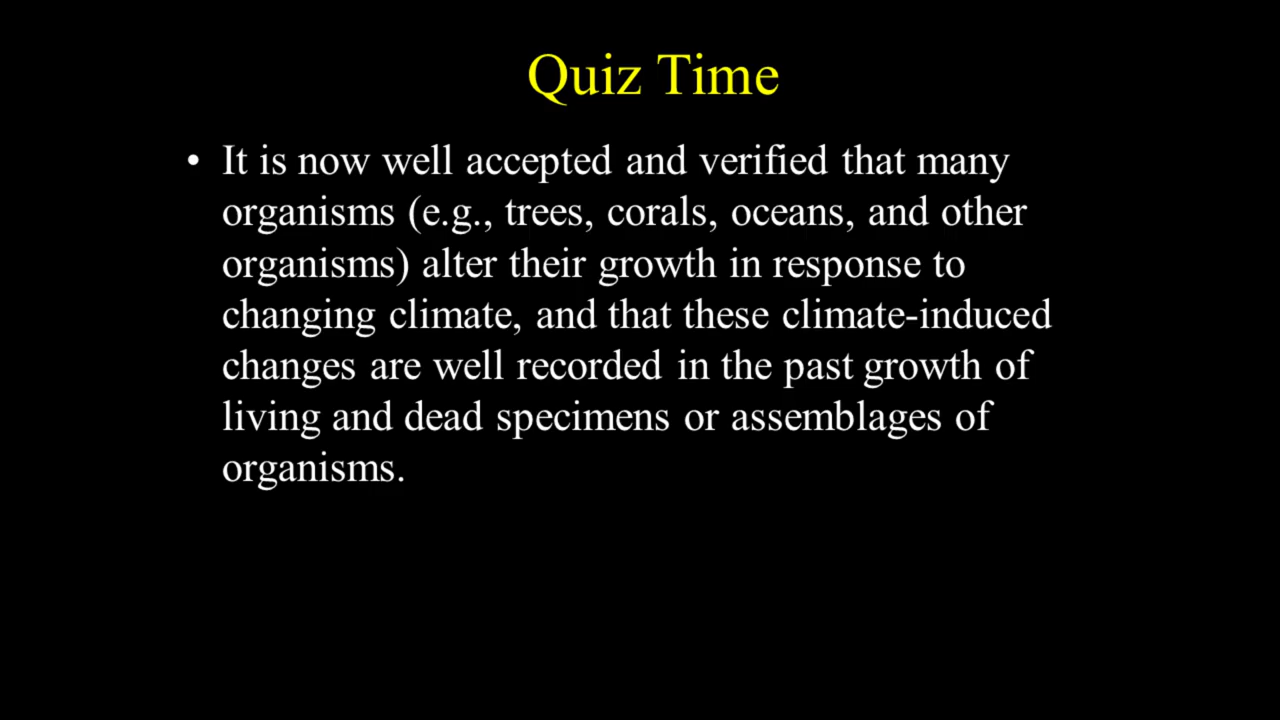 Quiz Time
• It is now well accepted and verified that many
organisms (e.g., trees, corals, oceans, and other
organisms) alter their growth in response to
changing climate, and that these climate-induced
changes are well recorded in the past growth of
living and dead specimens or assemblages of
organisms.